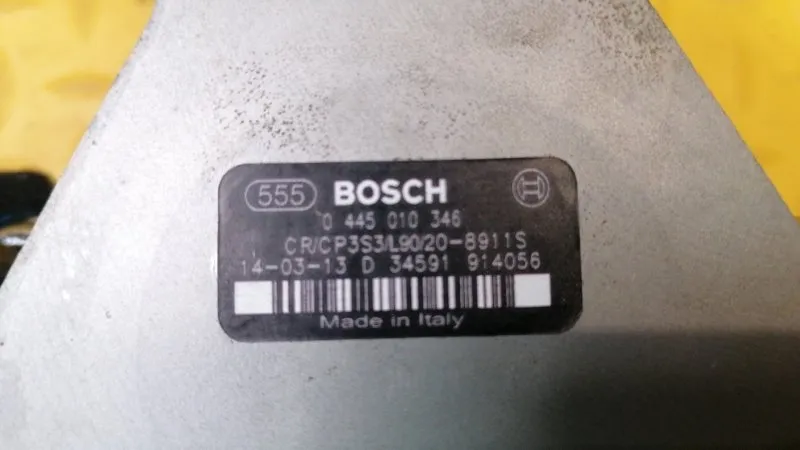 555 BOSCH
0 445 010 346
CR/CP3S3/L90/20-8911S
14-03-13 D 34591 914056
Made in Italy